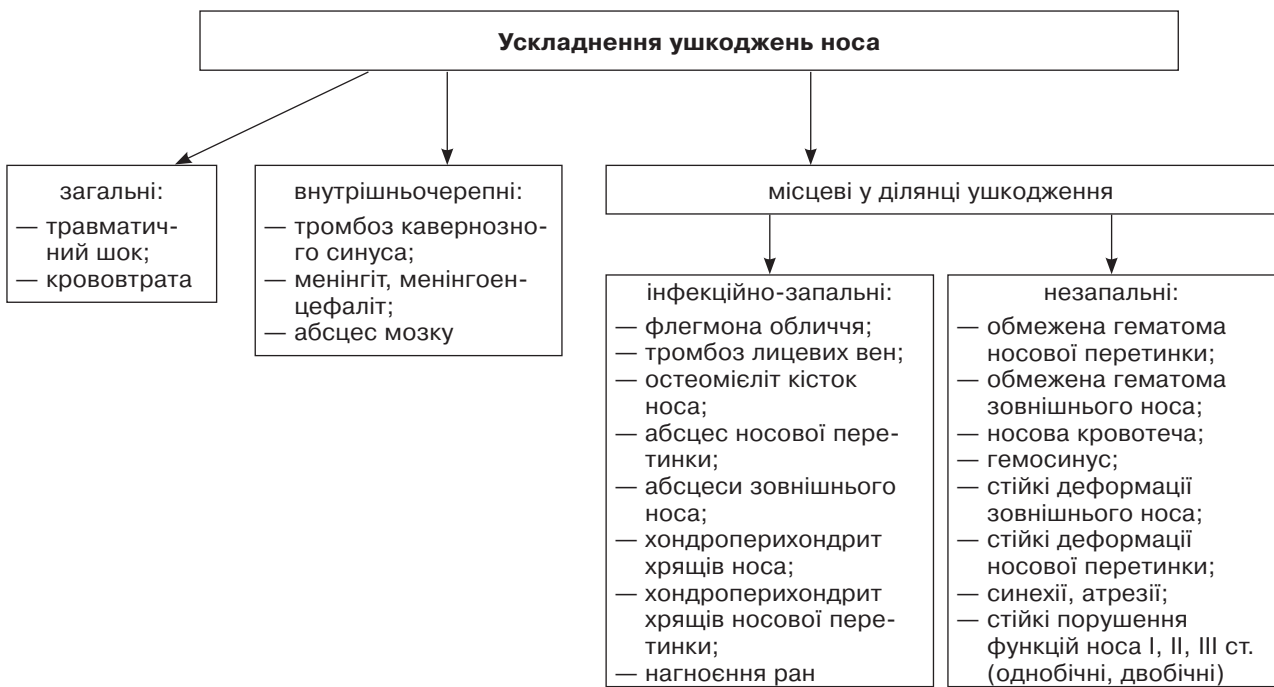 Ускладнення ушкоджень носа
загальні:
— травматич-
ний шок;
— крововтрата
внутрішньочерепні:
— тромбоз кавернозно-
го синуса;
— менінгіт, менінгоен-
цефаліт;
— абсцес мозку
місцеві у ділянці ушкодження
інфекційно-запальні:
— флегмона обличчя;
— тромбоз лицевих вен;
— остеомієліт кісток
носа;
— абсцес носової пере-
тинки;
— абсцеси зовнішнього
носа;
— хондроперихондрит
хрящів носа;
— хондроперихондрит
хрящів носової пере-
тинки;
— нагноєння ран
незапальні:
— обмежена гематома
носової перетинки;
— обмежена гематома
зовнішнього носа;
— носова кровотеча;
— гемосинус;
— стійкі деформації
зовнішнього носа;
— стійкі деформації
носової перетинки;
— синехії, атрезії;
— стійкі порушення
функцій носа I, II, III ст.
(однобічні, двобічні)